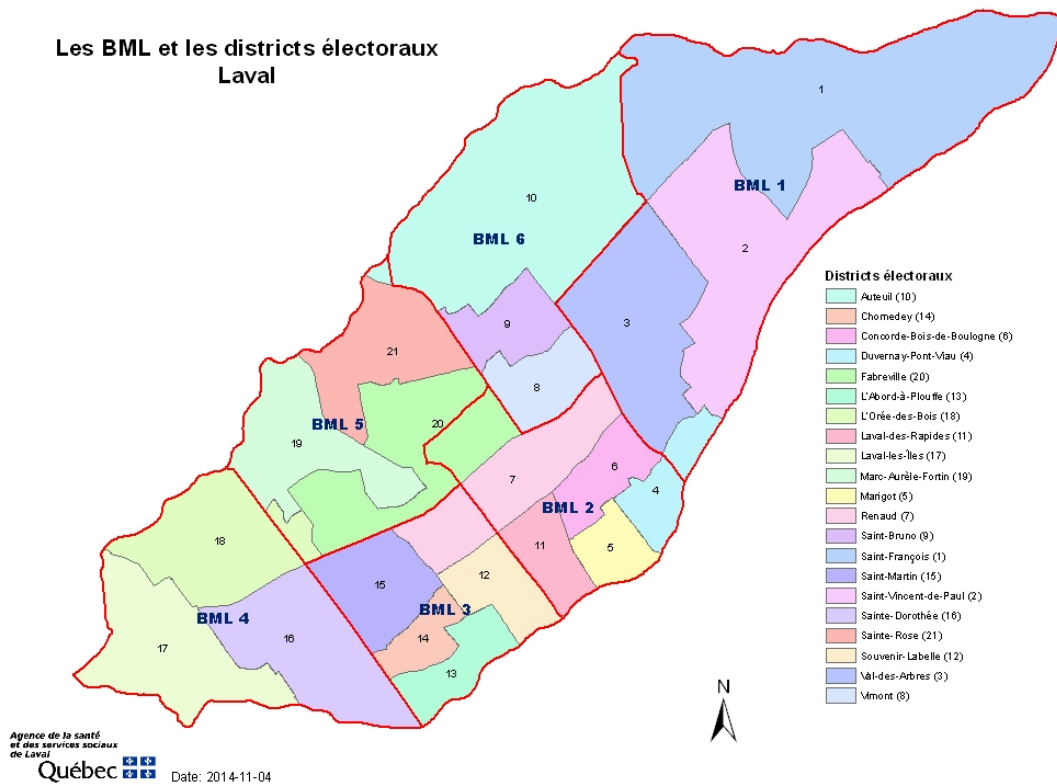 Les BML et les districts électoraux
Laval
1
BML 1
10
2
BML 6
3
9
21
8
BML 5
20
19
7
6
4
BML 2
18
11
5
15
12
BML 3
BML 4
14
16
17
13
Districts électoraux
Auteuil (10)
Chomedey (14)
Concorde-Bois-de-Boulogne (6)
Duvernay-Pont-Viau (4)
Fabreville (20)
L'Abord-à-Plouffe (13)
L'Orée-des-Bois (18)
Laval-des-Rapides (11)
Laval-les-Îles (17)
Marc-Aurèle-Fortin (19)
Marigot (5)
Renaud (7)
Saint-Bruno (9)
Saint-François (1)
Saint-Martin (15)
Saint-Vincent-de-Paul (2)
Sainte-Dorothée (16)
Sainte-Rose (21)
Souvenir-Labelle (12)
Val-des-Arbres (3)
Vimont (8)
N
Agence de la santé
et des services sociaux
de Laval
Québec
Date: 2014-11-04